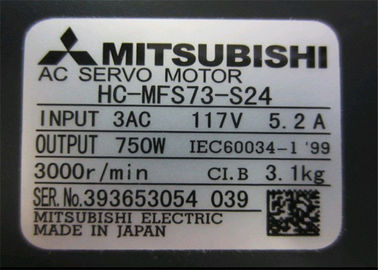 MITSUBISHI
AC SERVO MOTOR
HC-MFS73-S24
INPUT 3AC 117V 5.2A
OUTPUT 750W IEC60034-1 '99
3000r/min CI.B 3.1kg
SER.No.393653054 039
MITSUBISHI ELECTRIC
MADE IN JAPAN